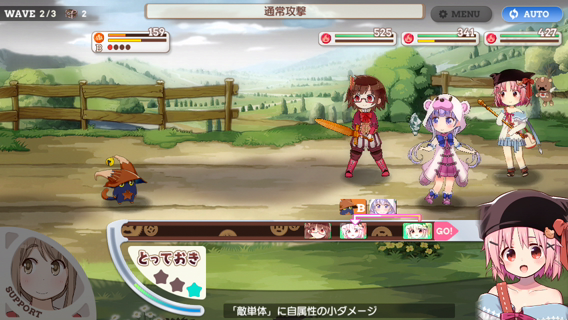 WAVE 2/3 2
通常攻撃
MENU
AUTO
159
B
525
341
427
B
GO!
とっておき
SUPPORT
「敵単体」に自属性の小ダメージ